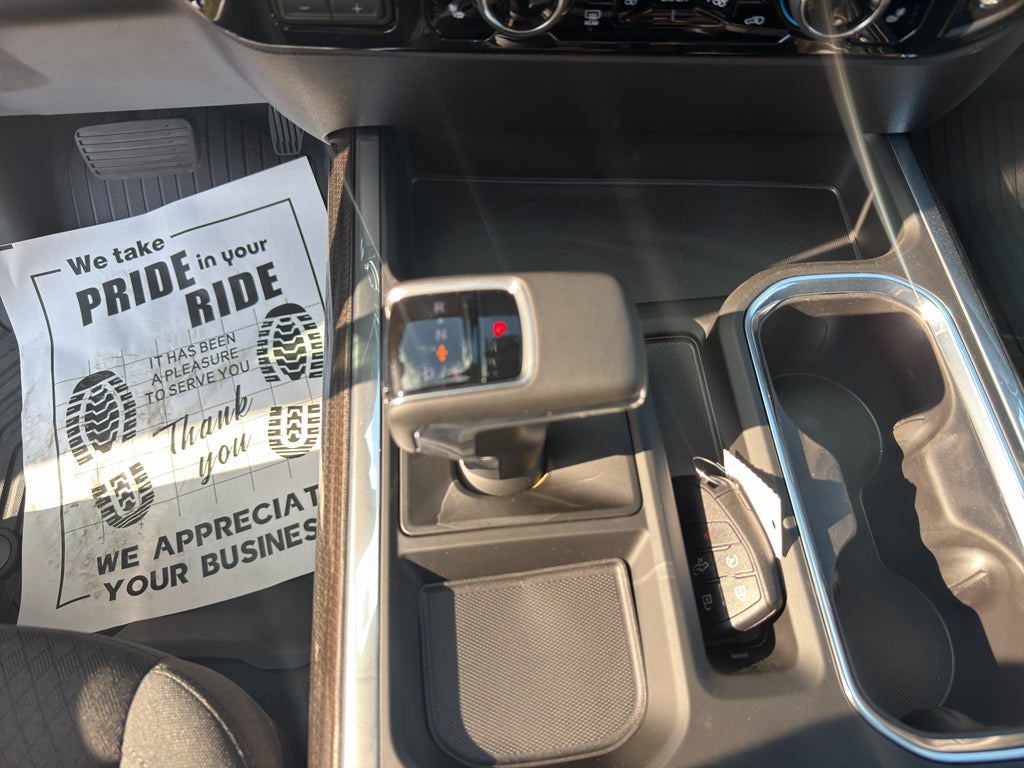 We take
PRIDE in your
RIDE
IT HAS BEEN
A PLEASURE
TO SERVE YOU
Thank
you
WE APPRECIAT
YOUR BUSINES
R
N
P
- +